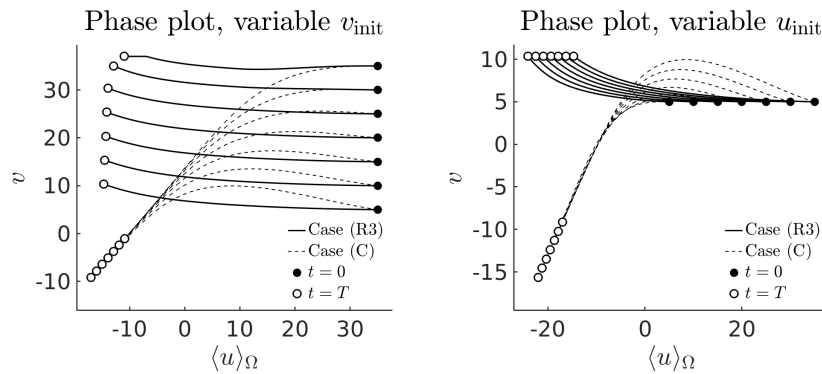 Phase plot, variable v_init
v
30
20
10
0
-10
-10 0 10 20 30
⟨u⟩_Ω
Case (R3)
Case (C)
t = 0
t = T
Phase plot, variable u_init
v
10
5
0
-5
-10
-15
-20 0 20
⟨u⟩_Ω
Case (R3)
Case (C)
t = 0
t = T